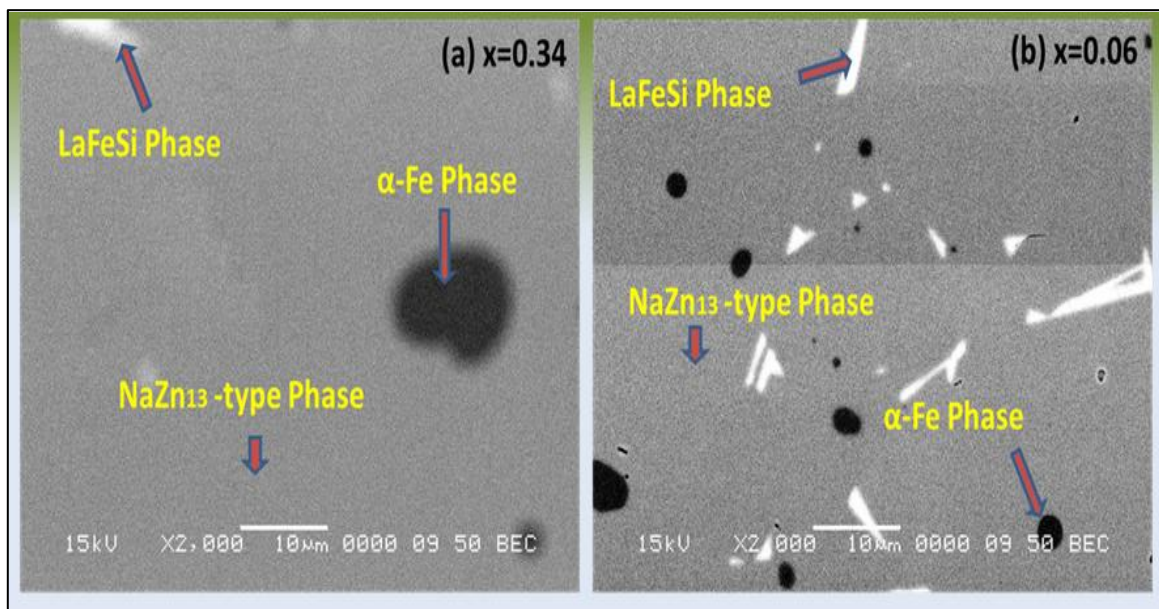 (a) x=0.34
LaFeSi Phase
α-Fe Phase
NaZn13 -type Phase
15kV X2,000 10μm 0000 09 50 BEC
(b) x=0.06
LaFeSi Phase
NaZn13 -type Phase
α-Fe Phase
15kV X2,000 10μm 0000 09 50 BEC